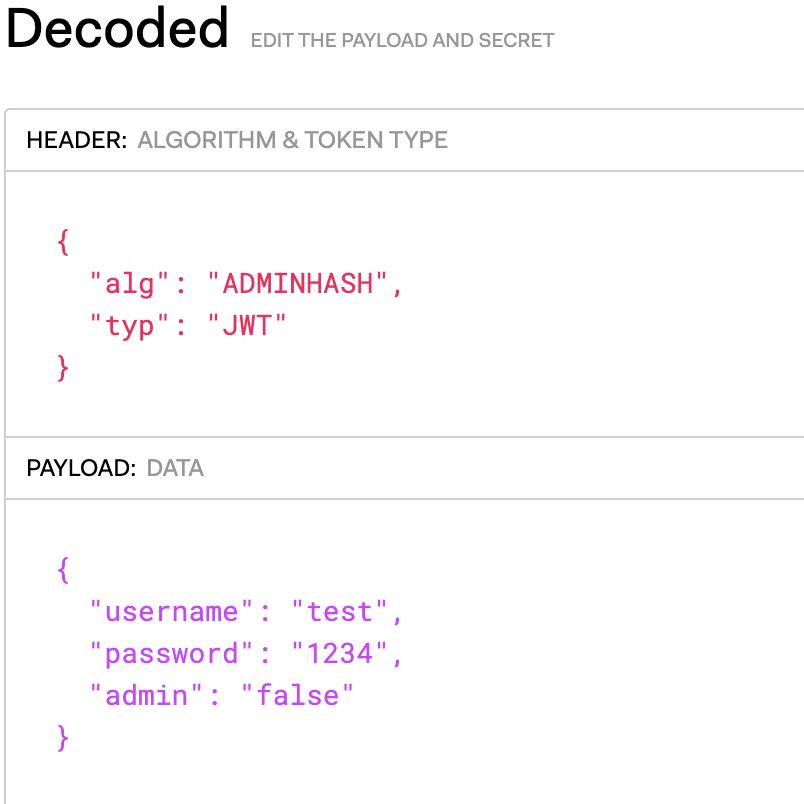 Decoded EDIT THE PAYLOAD AND SECRET
HEADER: ALGORITHM & TOKEN TYPE
{
"alg": "ADMINHASH",
"typ": "JWT"
}
PAYLOAD: DATA
{
"username": "test",
"password": "1234",
"admin": "false"
}